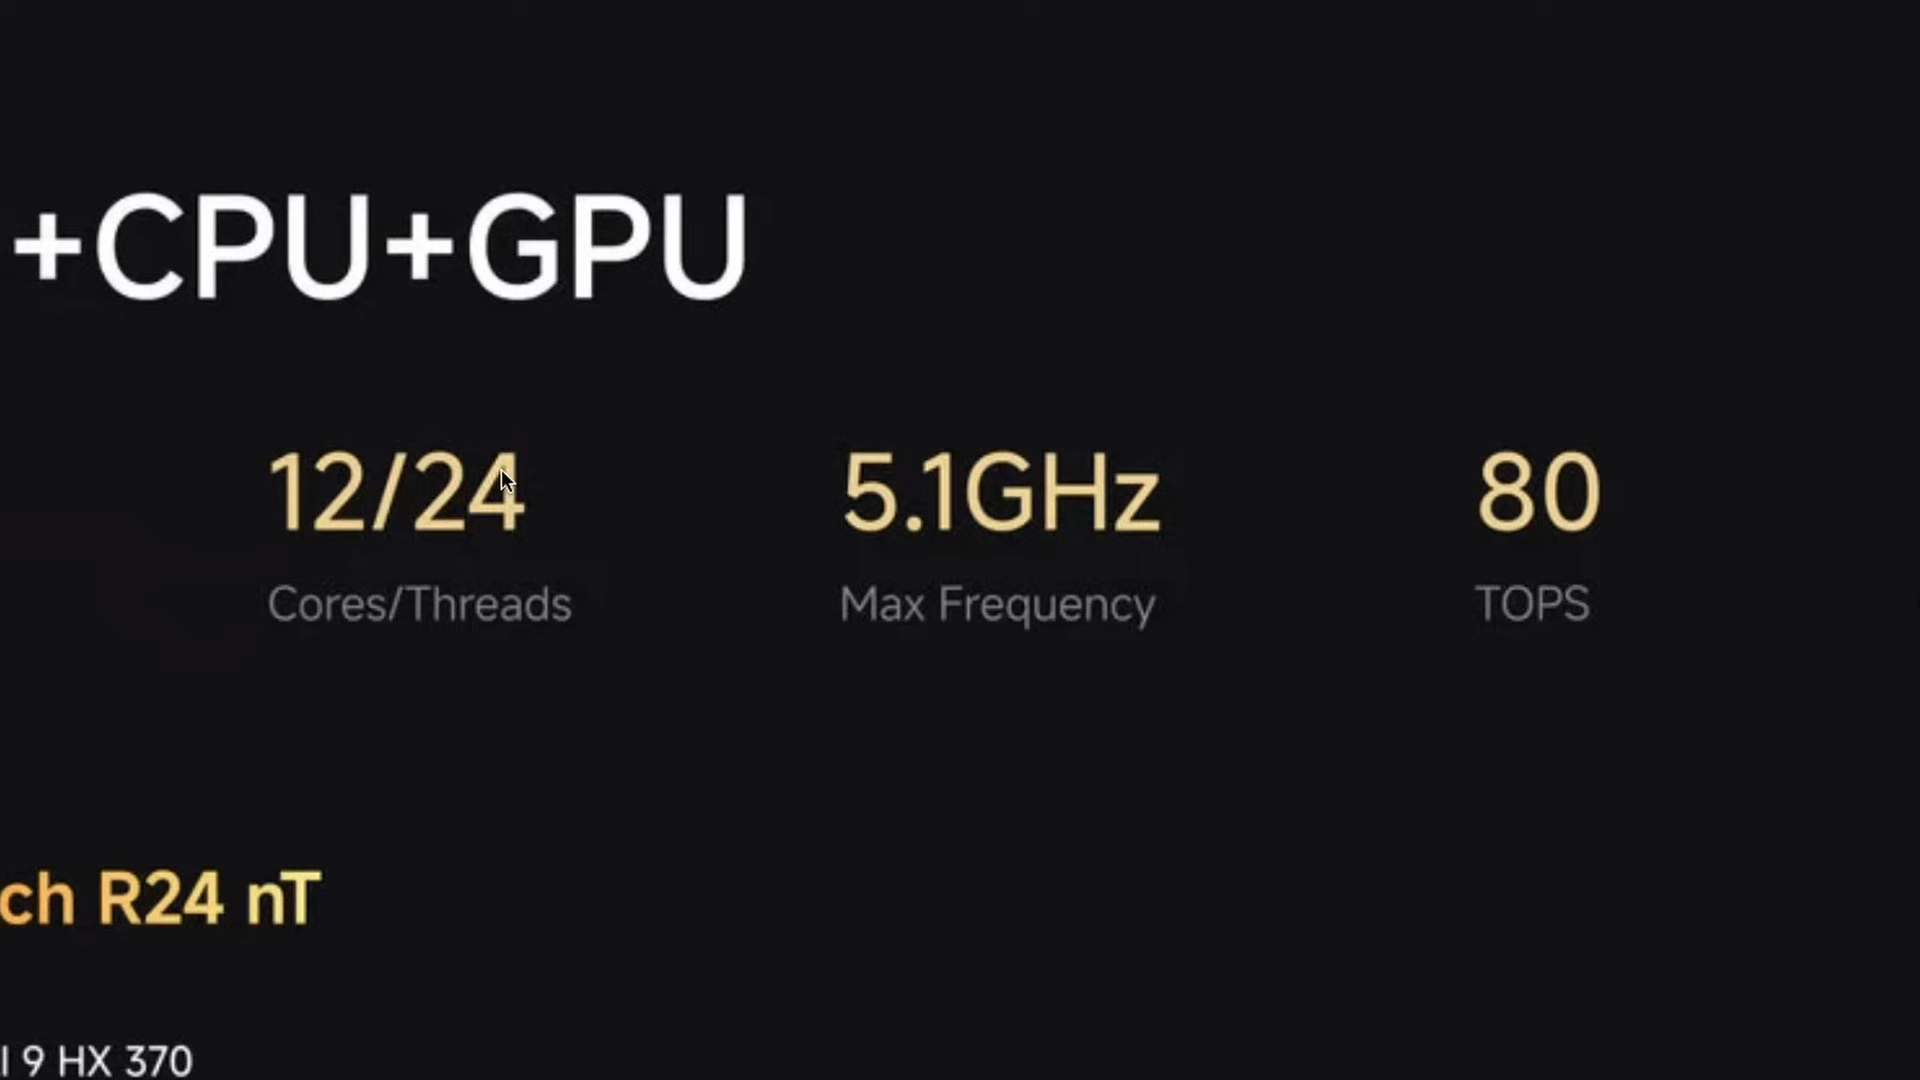 +CPU+GPU
12/24 5.1GHz 80
Cores/Threads Max Frequency TOPS
ch R24 nT
I 9 HX 370